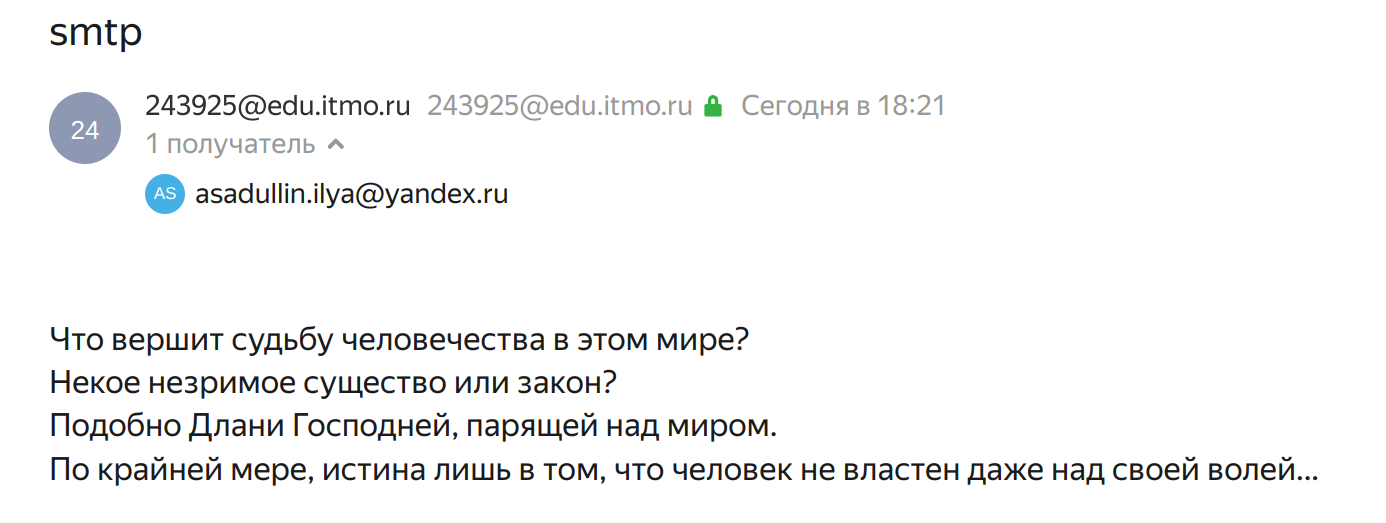 smtp
24 243925@edu.itmo.ru 243925@edu.itmo.ru Сегодня в 18:21
1 получатель
AS asadullin.ilya@yandex.ru
Что вершит судьбу человечества в этом мире?
Некое незримое существо или закон?
Подобно Длани Господней, парящей над миром.
По крайней мере, истина лишь в том, что человек не властен даже над своей волей...